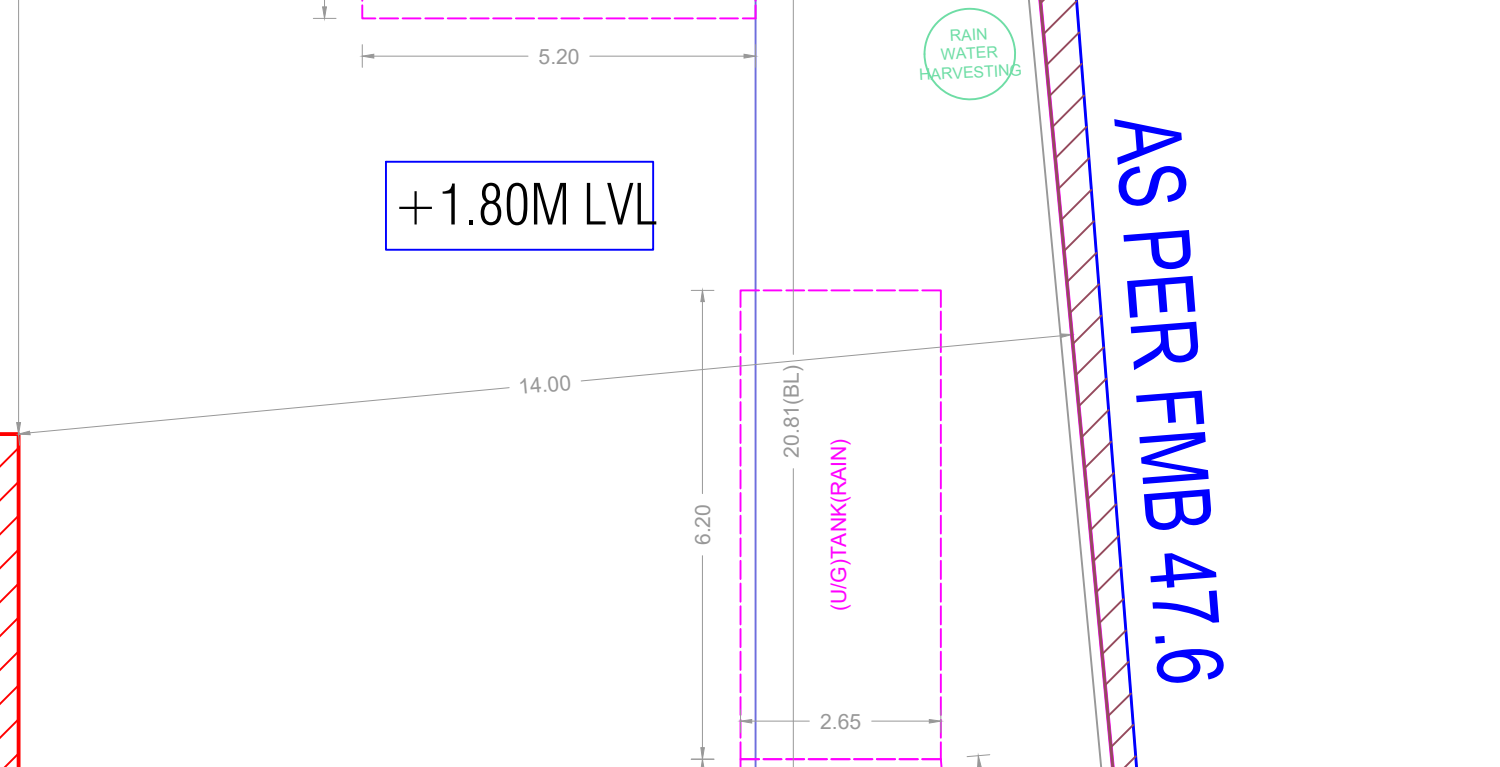 RAIN
WATER
HARVESTING
5.20
+1.80M LVL
AS PER FMB 47.6
14.00
20.81(BL)
(U/G)TANK(RAIN)
6.20
2.65